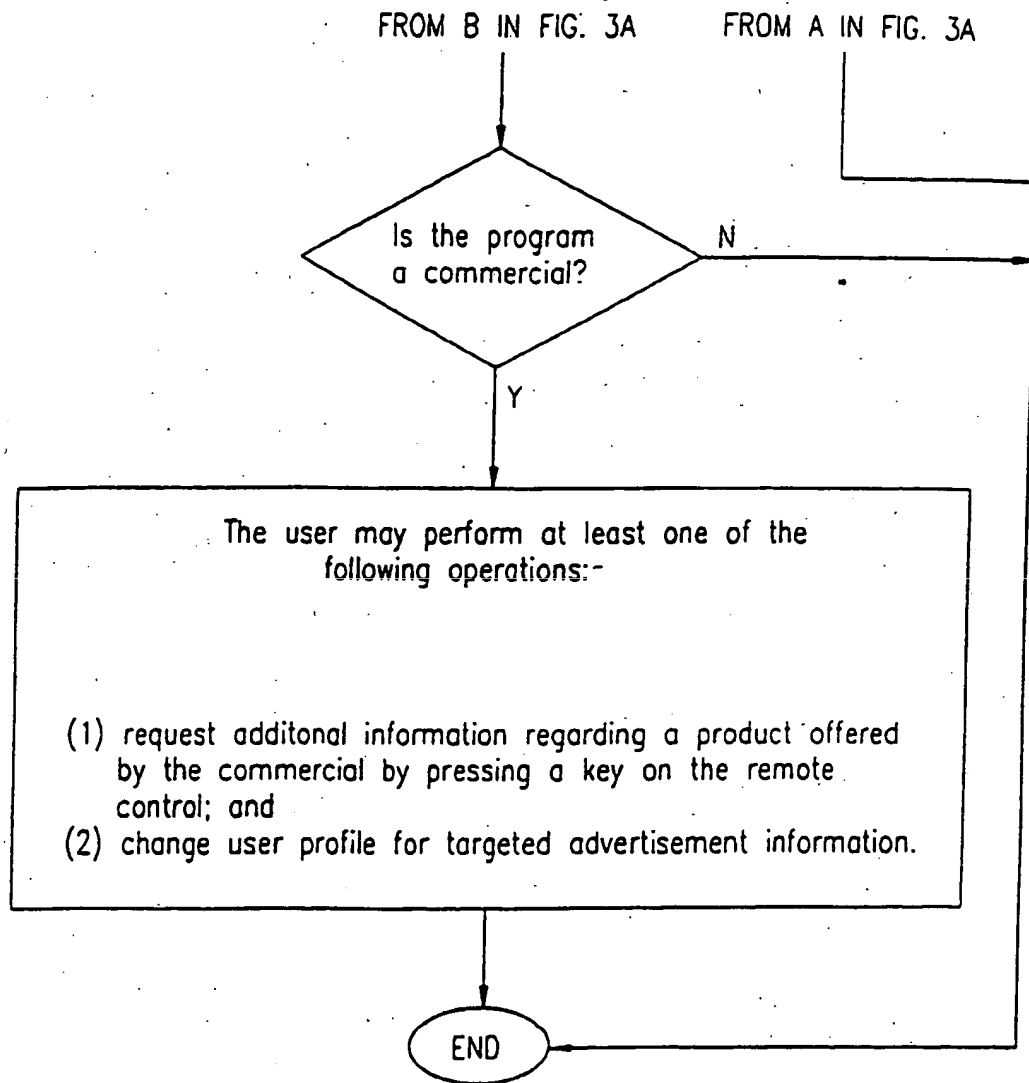 FROM B IN FIG. 3A
FROM A IN FIG. 3A
Is the program
a commercial?
N
Y
The user may perform at least one of the
following operations:-
(1) request additonal information regarding a product offered
by the commercial by pressing a key on the remote
control; and
(2) change user profile for targeted advertisement information.
END